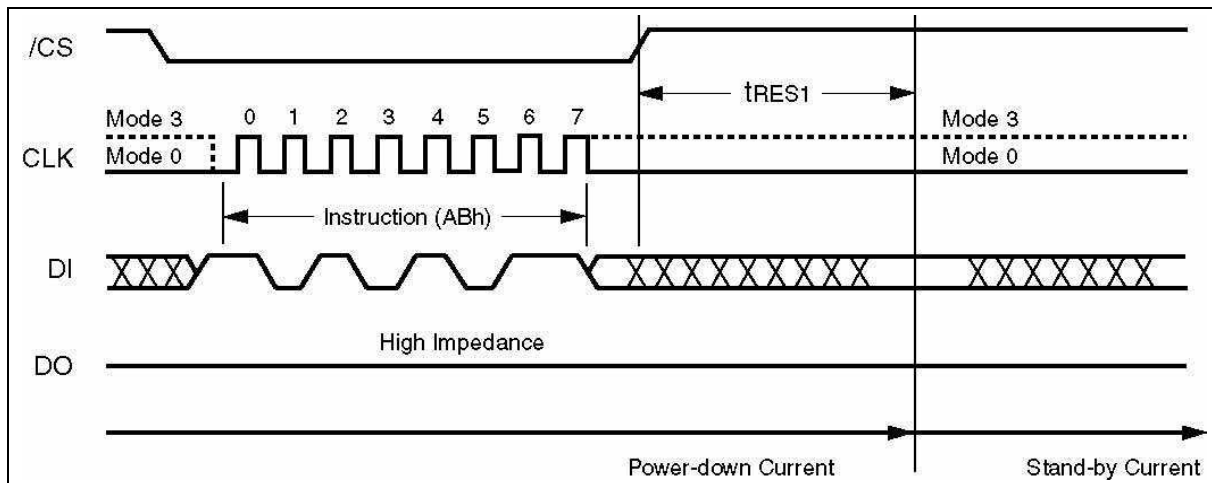 /CS
tRES1
Mode 3 0 1 2 3 4 5 6 7 Mode 3
CLK Mode 0 Mode 0
Instruction (ABh)
DI
High Impedance
DO
Power-down Current Stand-by Current